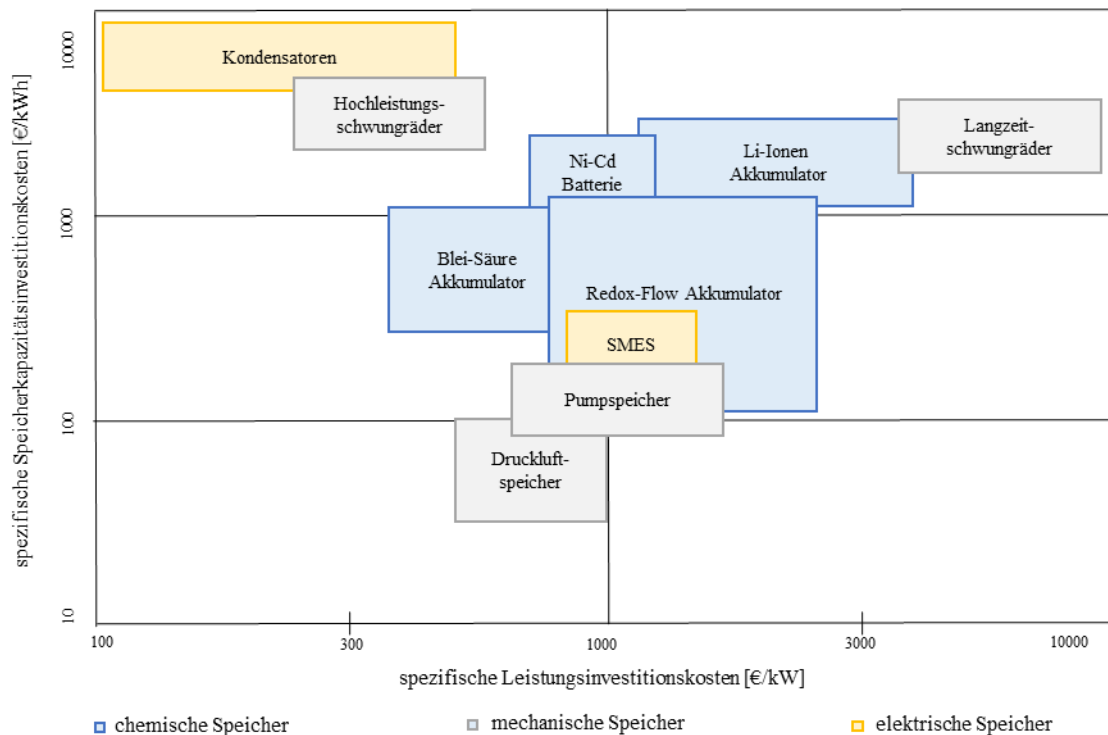 spezifische Speicherkapazitätsinvestitionskosten [€/kWh]
10000
1000
100
10
Kondensatoren
Hochleistungs-
schwungräder
Ni-Cd
Batterie
Li-Ionen
Akkumulator
Langzeit-
schwungräder
Blei-Säure
Akkumulator
Redox-Flow Akkumulator
SMES
Pumpspeicher
Druckluft-
speicher
100
300
1000
3000
10000
spezifische Leistungsinvestitionskosten [€/kW]
chemische Speicher
mechanische Speicher
elektrische Speicher